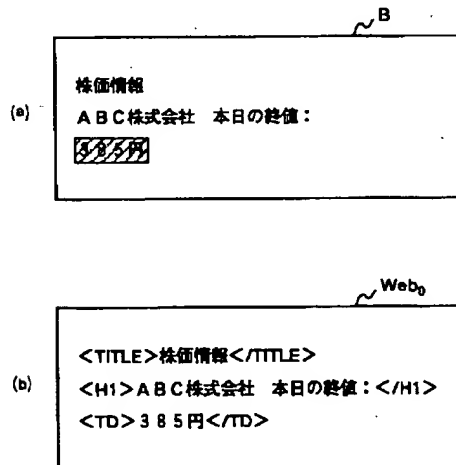 B
(a)
株価情報
ABC株式会社 本日の終値:
385円
Web₀
(b)
<TITLE>株価情報</TITLE>
<H1>ABC株式会社 本日の終値:</H1>
<TD>385円</TD>